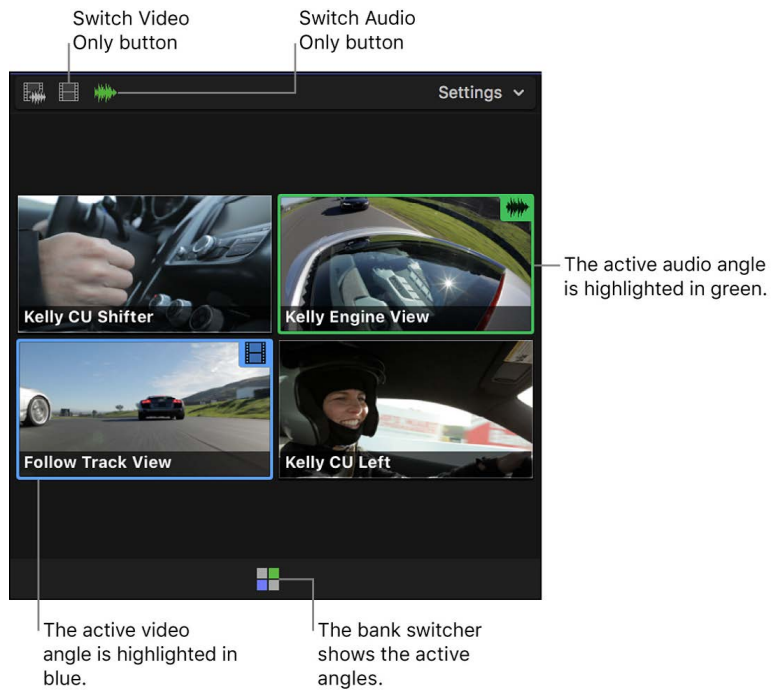 Switch Video
Only button
Switch Audio
Only button
Settings
Kelly CU Shifter
Kelly Engine View
The active audio angle
is highlighted in green.
Follow Track View
Kelly CU Left
The active video
angle is highlighted in
blue.
The bank switcher
shows the active
angles.